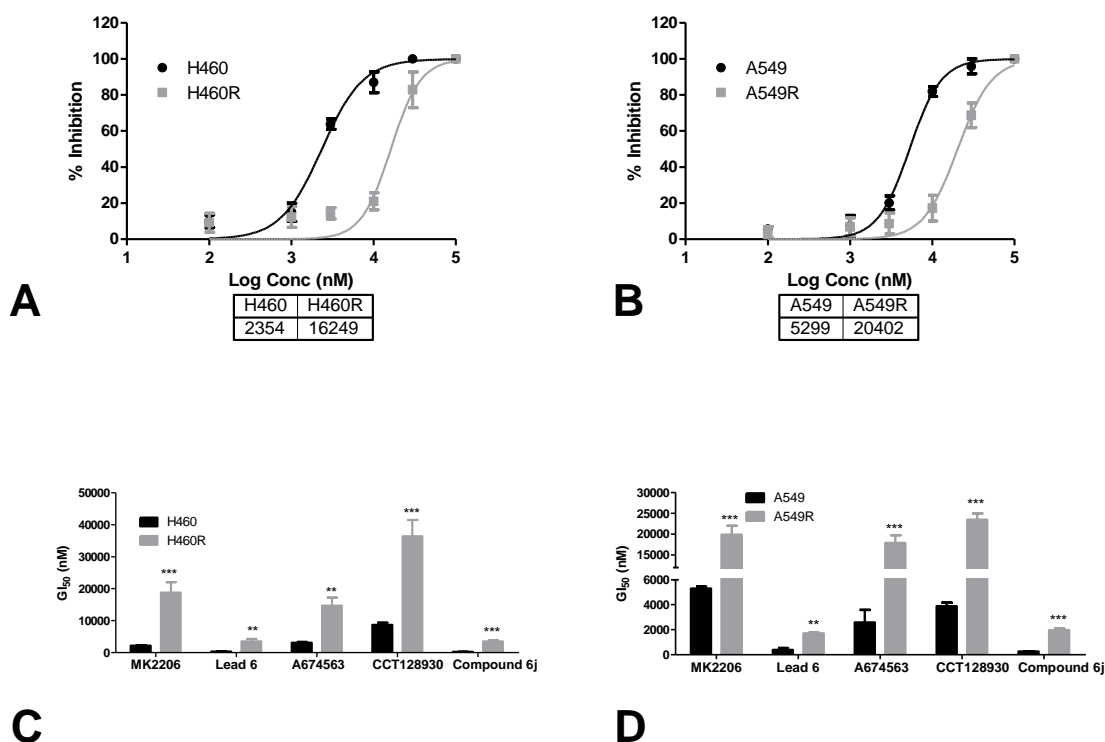 120
100
80
60
40
20
0
% Inhibition
H460
H460R
1 2 3 4 5
Log Conc (nM)
H460 H460R
2354 16249
A
120
100
80
60
40
20
0
% Inhibition
A549
A549R
1 2 3 4 5
Log Conc (nM)
A549 A549R
5299 20402
B
50000
40000
30000
20000
10000
0
GI50 (nM)
H460
H460R
*** ** ** *** ***
MK2206 Lead 6 A674563 CCT128930 Compound 6j
C
30000
25000
20000
15000
10000
6000
4000
2000
0
GI50 (nM)
A549
A549R
*** ** *** *** ***
MK2206 Lead 6 A674563 CCT128930 Compound 6j
D